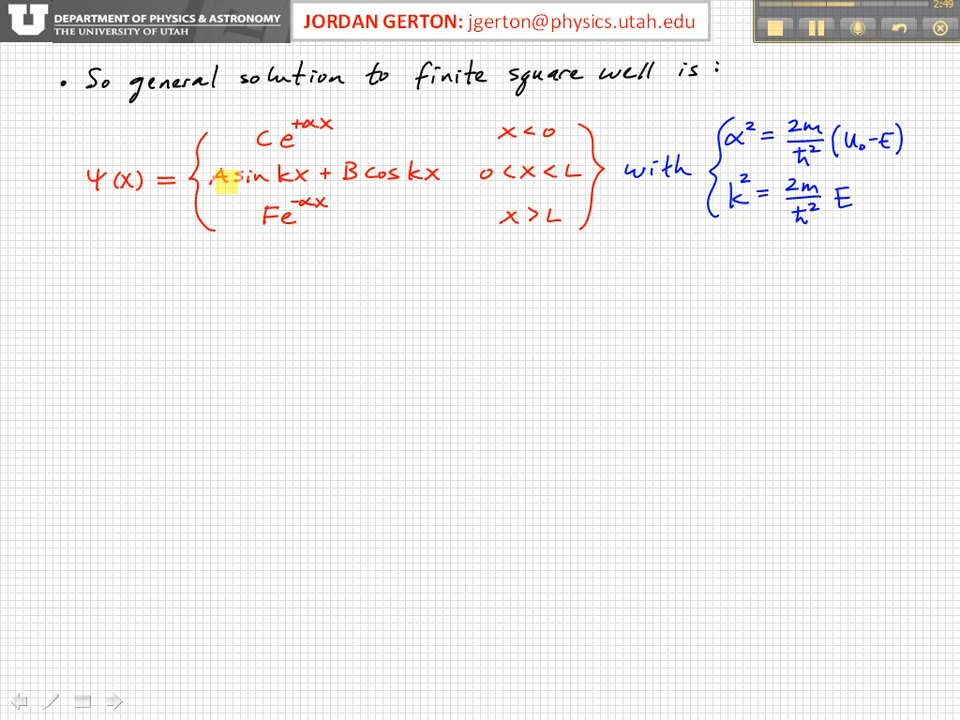 U DEPARTMENT OF PHYSICS & ASTRONOMY
THE UNIVERSITY OF UTAH
JORDAN GERTON: jgerton@physics.utah.edu
2:49
• So general solution to finite square well is:
Ψ(x) = { Ce^{+αx} x < 0
A sin kx + B cos kx 0 < x < L } with
Fe^{-αx} x > L
{ α² = 2m/ħ² (U₀-E)
k² = 2m/ħ² E